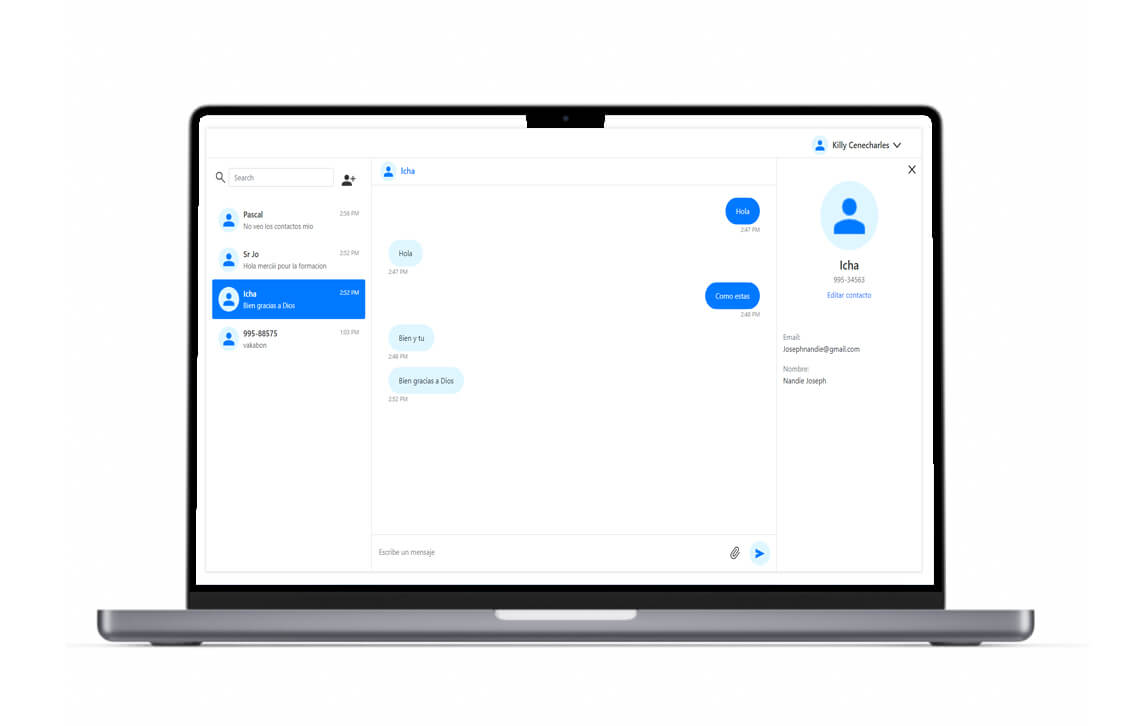 Killy Cenecharles
Search
Pascal
2:56 PM
No veo los contactos mio
Sr Jo
2:52 PM
Hola merciii pour la formacion
Icha
2:52 PM
Bien gracias a Dios
995-88575
1:03 PM
vakabon
Icha
Hola
2:47 PM
Hola
2:47 PM
Como estas
2:48 PM
Bien y tu
2:48 PM
Bien gracias a Dios
2:52 PM
Escribe un mensaje
X
Icha
995-34563
Editar contacto
Email:
Josephnandie@gmail.com
Nombre:
Nandie Joseph